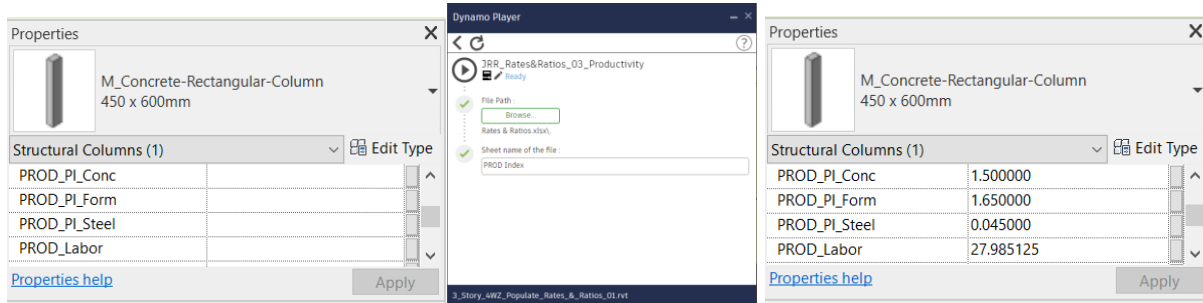 Properties X
M_Concrete-Rectangular-Column
450 x 600mm
Structural Columns (1)
Edit Type
PROD_PI_Conc
PROD_PI_Form
PROD_PI_Steel
PROD_Labor
Properties help
Apply
Dynamo Player
?
JRR_Rates&Ratios_03_Productivity
Ready
File Path :
Browse...
Rates & Ratios.xlsx\,
Sheet name of the file :
PROD Index
3_Story_4WZ_Populate_Rates_&_Ratios_01.rvt
Properties X
M_Concrete-Rectangular-Column
450 x 600mm
Structural Columns (1)
Edit Type
PROD_PI_Conc 1.500000
PROD_PI_Form 1.650000
PROD_PI_Steel 0.045000
PROD_Labor 27.985125
Properties help
Apply